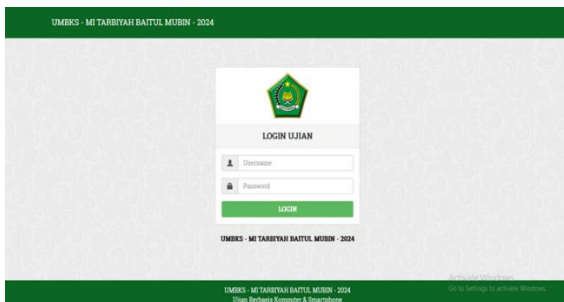 UMBKS - MI TARBIYAH BAITUL MUBIN - 2024
LOGIN UJIAN
Username
Password
LOGIN
UMBKS - MI TARBIYAH BAITUL MUBIN - 2024
Activate Windows
Go to Settings to activate Windows.
UMBKS - MI TARBIYAH BAITUL MUBIN - 2024
Ujian Berbasis Komputer & Smartphone